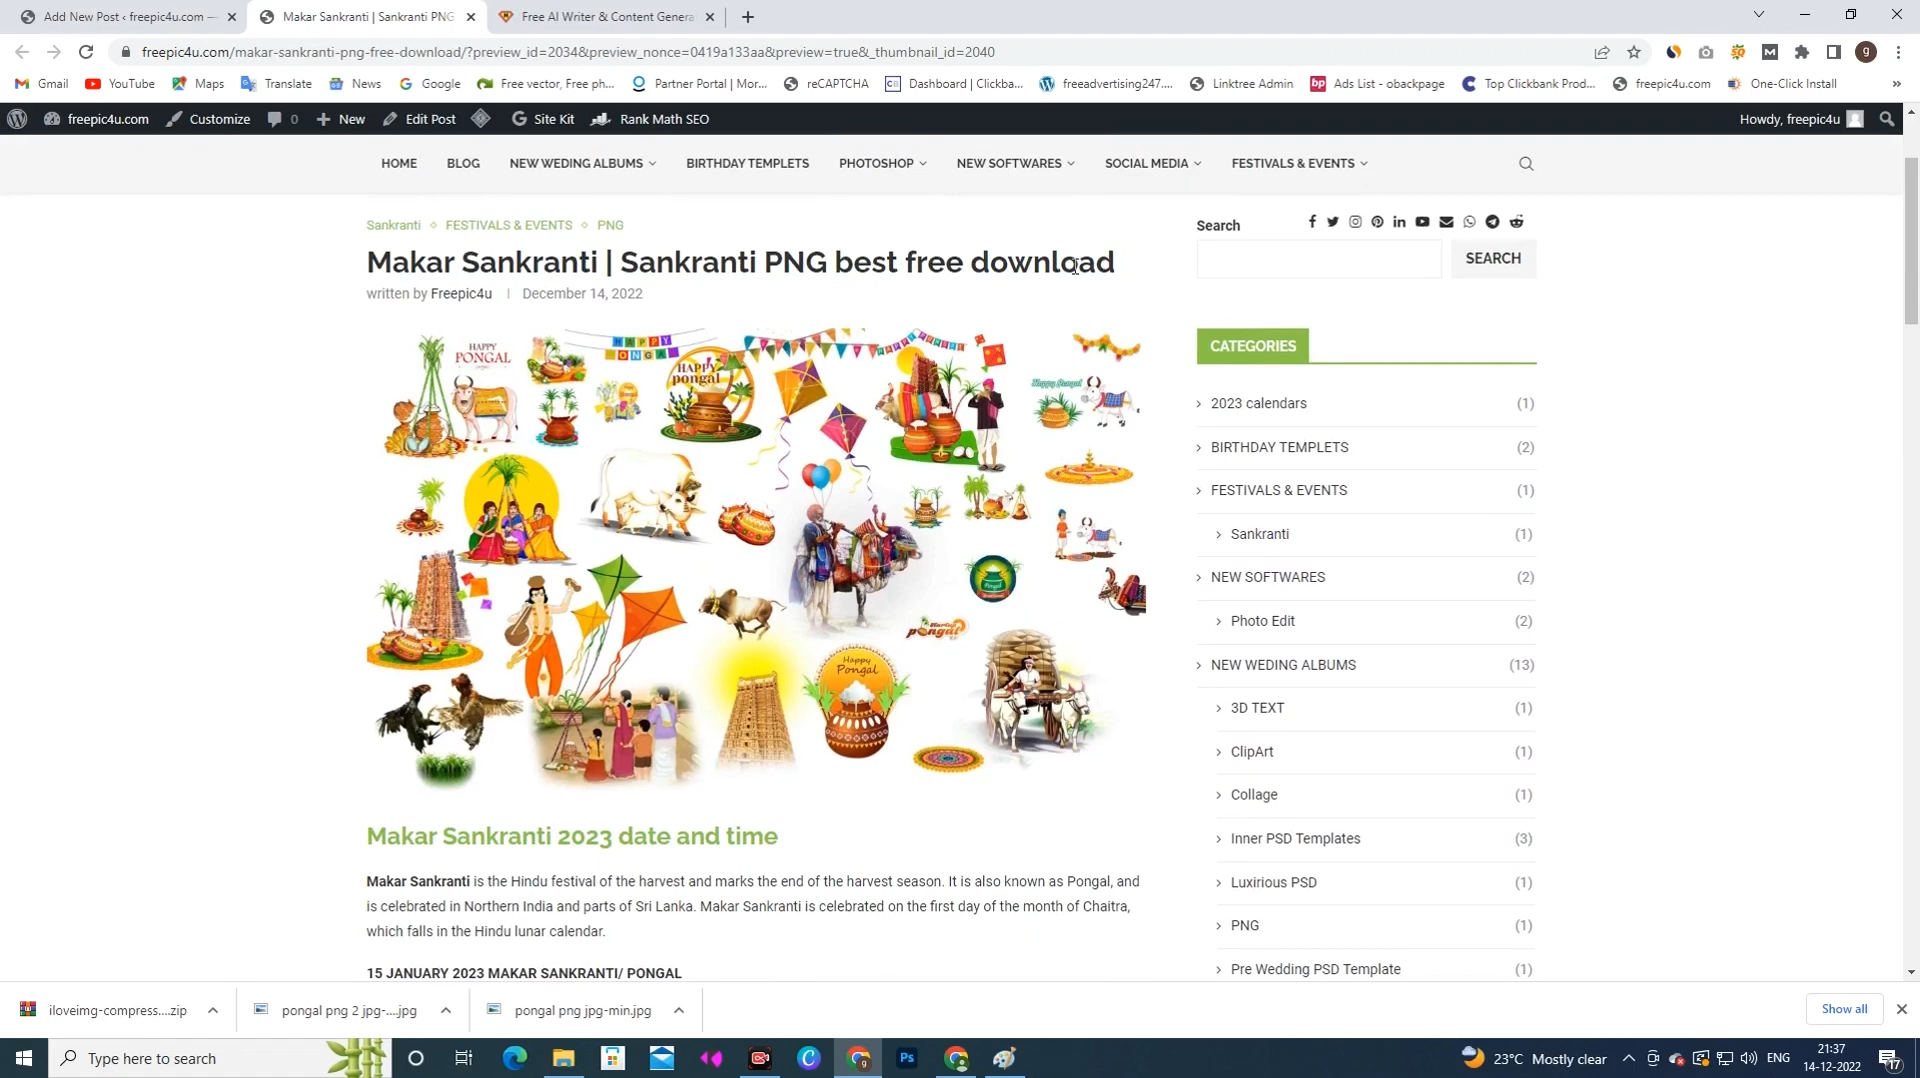 Add New Post ‹ freepic4u.com —
Makar Sankranti | Sankranti PNG
Free AI Writer & Content Genera
freepic4u.com/makar-sankranti-png-free-download/?preview_id=2034&preview_nonce=0419a133aa&preview=true&_thumbnail_id=2040
Gmail YouTube Maps Translate News Google Free vector, Free ph... Partner Portal | Mor... reCAPTCHA Dashboard | Clickba... freeadvertising247.... Linktree Admin Ads List - obackpage Top Clickbank Prod... freepic4u.com One-Click Install »
freepic4u.com Customize 0 New Edit Post Site Kit Rank Math SEO Howdy, freepic4u
HOME BLOG NEW WEDING ALBUMS BIRTHDAY TEMPLETS PHOTOSHOP NEW SOFTWARES SOCIAL MEDIA FESTIVALS & EVENTS
Sankranti FESTIVALS & EVENTS PNG
Makar Sankranti | Sankranti PNG best free download
written by Freepic4u December 14, 2022
HAPPY
PONGAL
HAPPY
PONGAL
HAPPY
pongal
Happy Pongal
Pongal
pongal
Happy
Pongal
Makar Sankranti 2023 date and time
Makar Sankranti is the Hindu festival of the harvest and marks the end of the harvest season. It is also known as Pongal, and
is celebrated in Northern India and parts of Sri Lanka. Makar Sankranti is celebrated on the first day of the month of Chaitra,
which falls in the Hindu lunar calendar.
15 JANUARY 2023 MAKAR SANKRANTI/ PONGAL
Search
SEARCH
CATEGORIES
2023 calendars (1)
BIRTHDAY TEMPLETS (2)
FESTIVALS & EVENTS (1)
Sankranti (1)
NEW SOFTWARES (2)
Photo Edit (2)
NEW WEDING ALBUMS (13)
3D TEXT (1)
ClipArt (1)
Collage (1)
Inner PSD Templates (3)
Luxirious PSD (1)
PNG (1)
Pre Wedding PSD Template (1)
iloveimg-compress....zip pongal png 2 jpg-....jpg pongal png jpg-min.jpg Show all
Type here to search
23°C Mostly clear ENG
21:37
14-12-2022
17